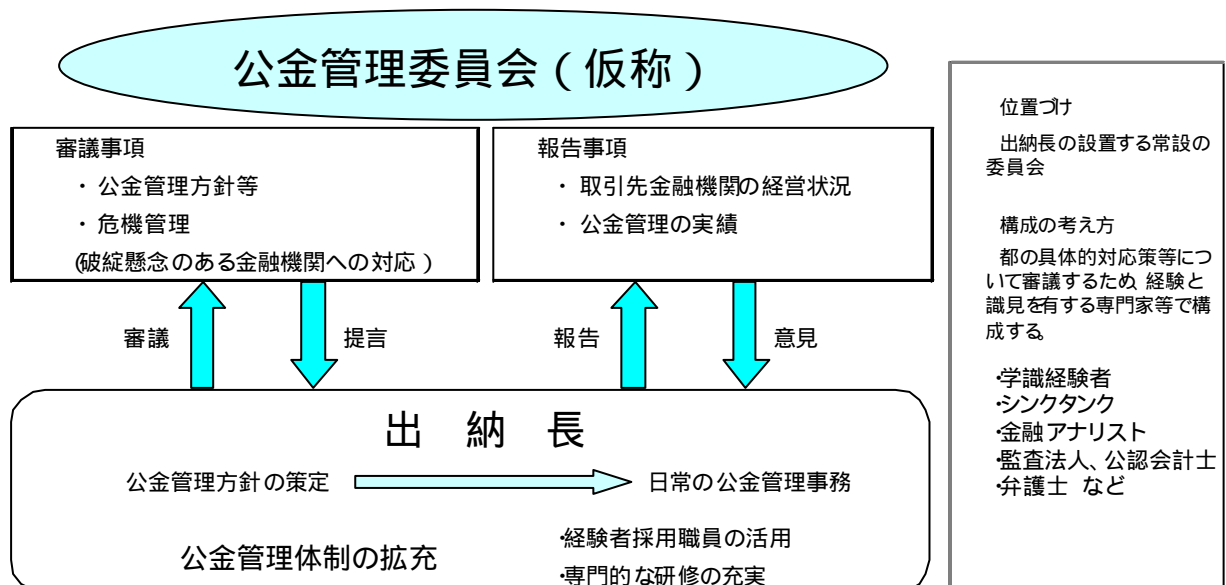 公金管理委員会(仮称)
審議事項
・公金管理方針等
・危機管理
(破綻懸念のある金融機関への対応)
報告事項
・取引先金融機関の経営状況
・公金管理の実績
審議
提言
報告
意見
出納長
公金管理方針の策定
日常の公金管理事務
公金管理体制の拡充
・経験者採用職員の活用
・専門的な研修の充実
位置づけ
出納長の設置する常設の
委員会
構成の考え方
都の具体的対応策等につ
いて審議するため、経験と
識見を有する専門家等で構
成する。
・学識経験者
・シンクタンク
・金融アナリスト
・監査法人、公認会計士
・弁護士 など